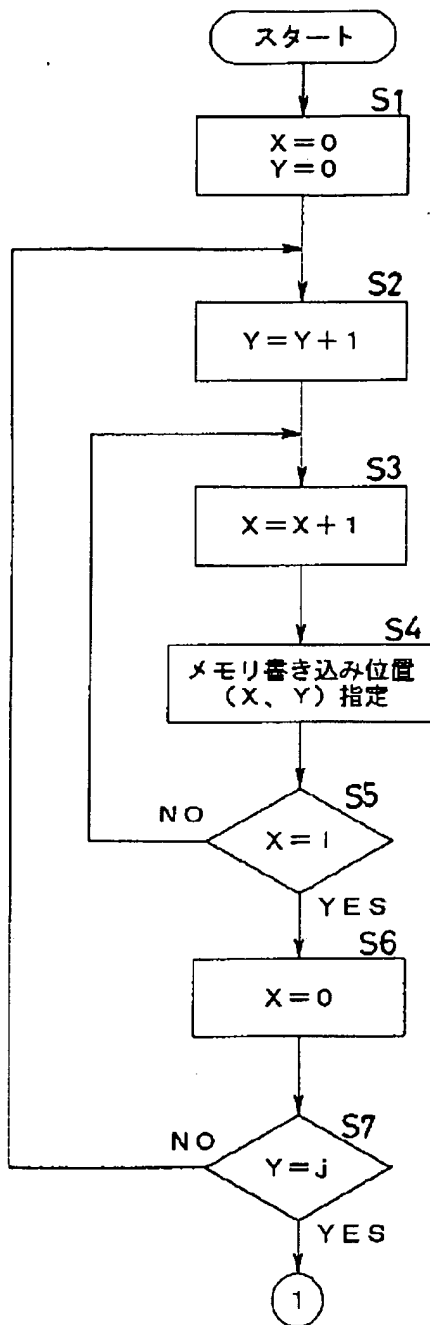 スタート
S1
X=0
Y=0
S2
Y=Y+1
S3
X=X+1
S4
メモリ書き込み位置
(X、Y)指定
S5
X=i
NO
YES
S6
X=0
S7
Y=j
NO
YES
1